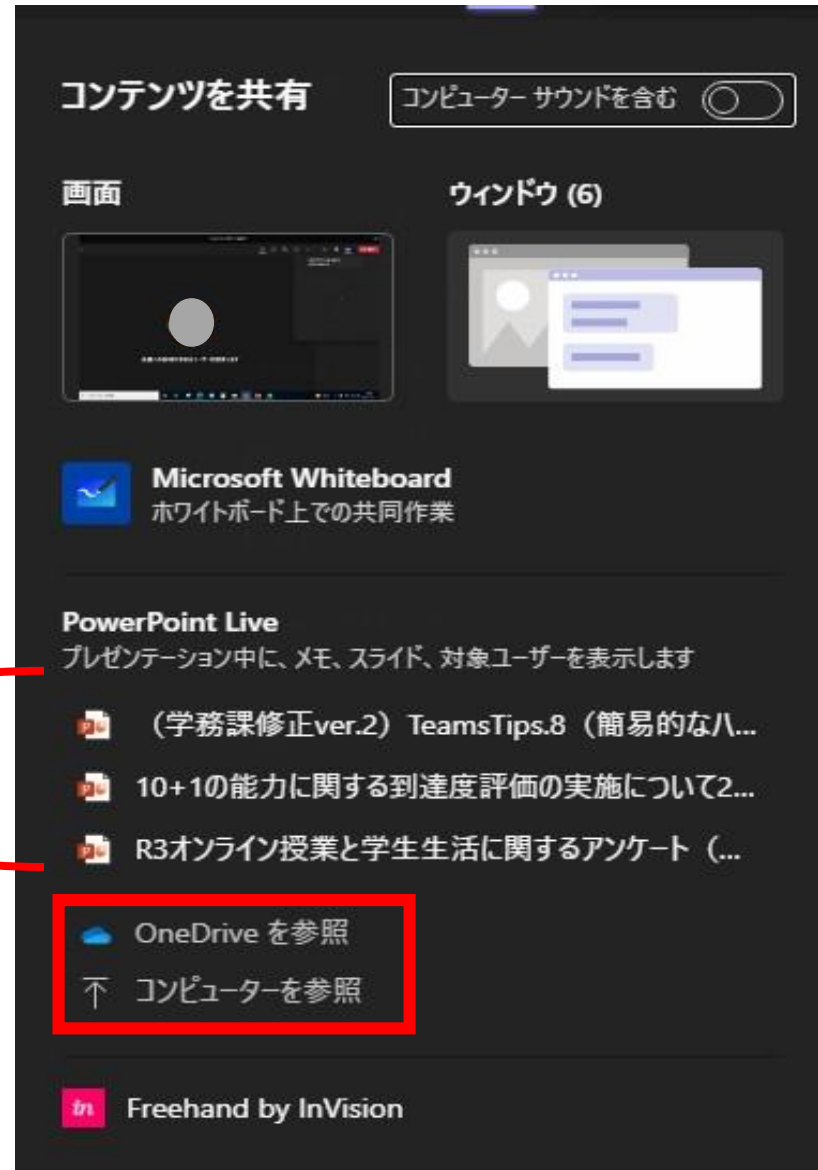 コンテンツを共有
コンピューター サウンドを含む
画面
ウィンドウ (6)
Microsoft Whiteboard
ホワイトボード上での共同作業
PowerPoint Live
プレゼンテーション中に、メモ、スライド、対象ユーザーを表示します
（学務課修正ver.2）TeamsTips.8（簡易的なハ...
10+1の能力に関する到達度評価の実施について2...
R3オンライン授業と学生生活に関するアンケート（...
OneDrive を参照
コンピューターを参照
in Freehand by InVision